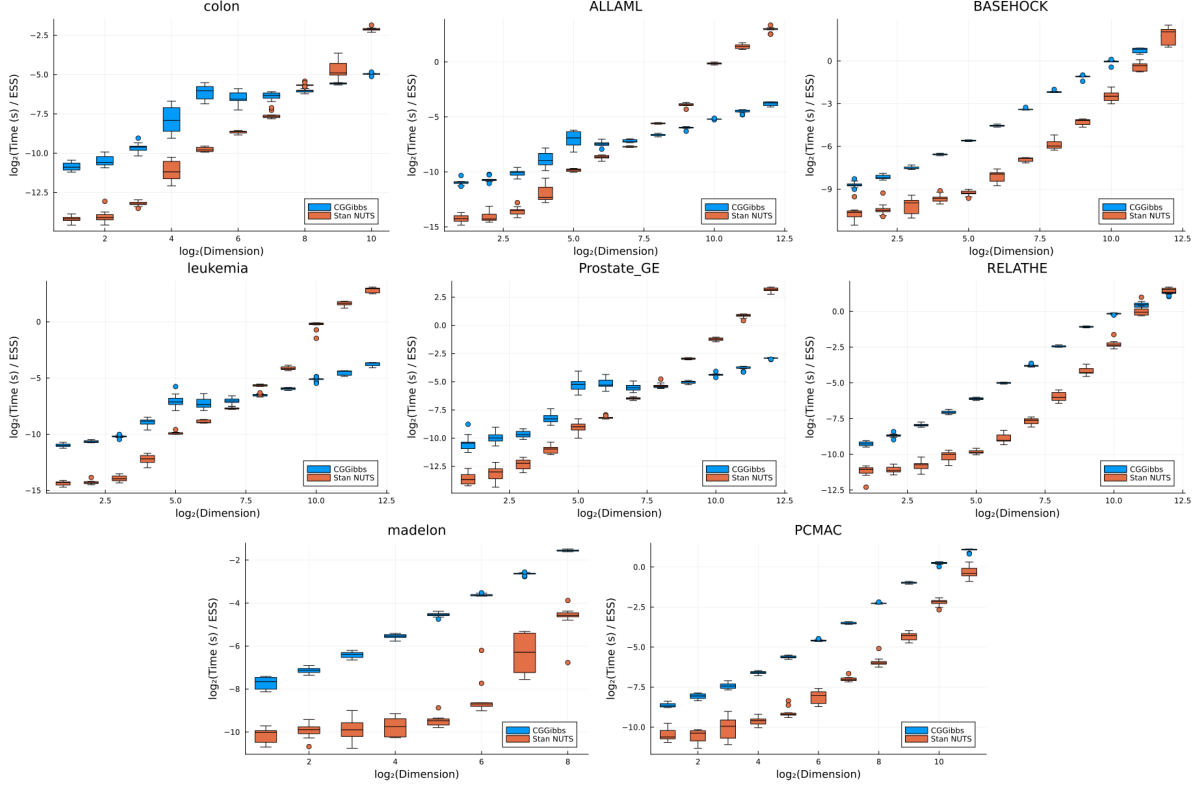 colon
ALLAML
BASEHOCK
log₂(Time (s) / ESS)
−2.5
−5.0
−7.5
−10.0
−12.5
2
4
6
8
10
log₂(Dimension)
CGGibbs
Stan NUTS
log₂(Time (s) / ESS)
0
−5
−10
−15
2.5
5.0
7.5
10.0
12.5
log₂(Dimension)
CGGibbs
Stan NUTS
log₂(Time (s) / ESS)
0
−3
−6
−9
2.5
5.0
7.5
10.0
12.5
log₂(Dimension)
CGGibbs
Stan NUTS
leukemia
Prostate_GE
RELATHE
log₂(Time (s) / ESS)
0
−5
−10
−15
2.5
5.0
7.5
10.0
12.5
log₂(Dimension)
CGGibbs
Stan NUTS
log₂(Time (s) / ESS)
2.5
0.0
−2.5
−5.0
−7.5
−10.0
−12.5
2.5
5.0
7.5
10.0
12.5
log₂(Dimension)
CGGibbs
Stan NUTS
log₂(Time (s) / ESS)
0.0
−2.5
−5.0
−7.5
−10.0
−12.5
2.5
5.0
7.5
10.0
12.5
log₂(Dimension)
CGGibbs
Stan NUTS
madelon
PCMAC
log₂(Time (s) / ESS)
−2
−4
−6
−8
−10
2
4
6
8
log₂(Dimension)
CGGibbs
Stan NUTS
log₂(Time (s) / ESS)
0.0
−2.5
−5.0
−7.5
−10.0
2
4
6
8
10
log₂(Dimension)
CGGibbs
Stan NUTS